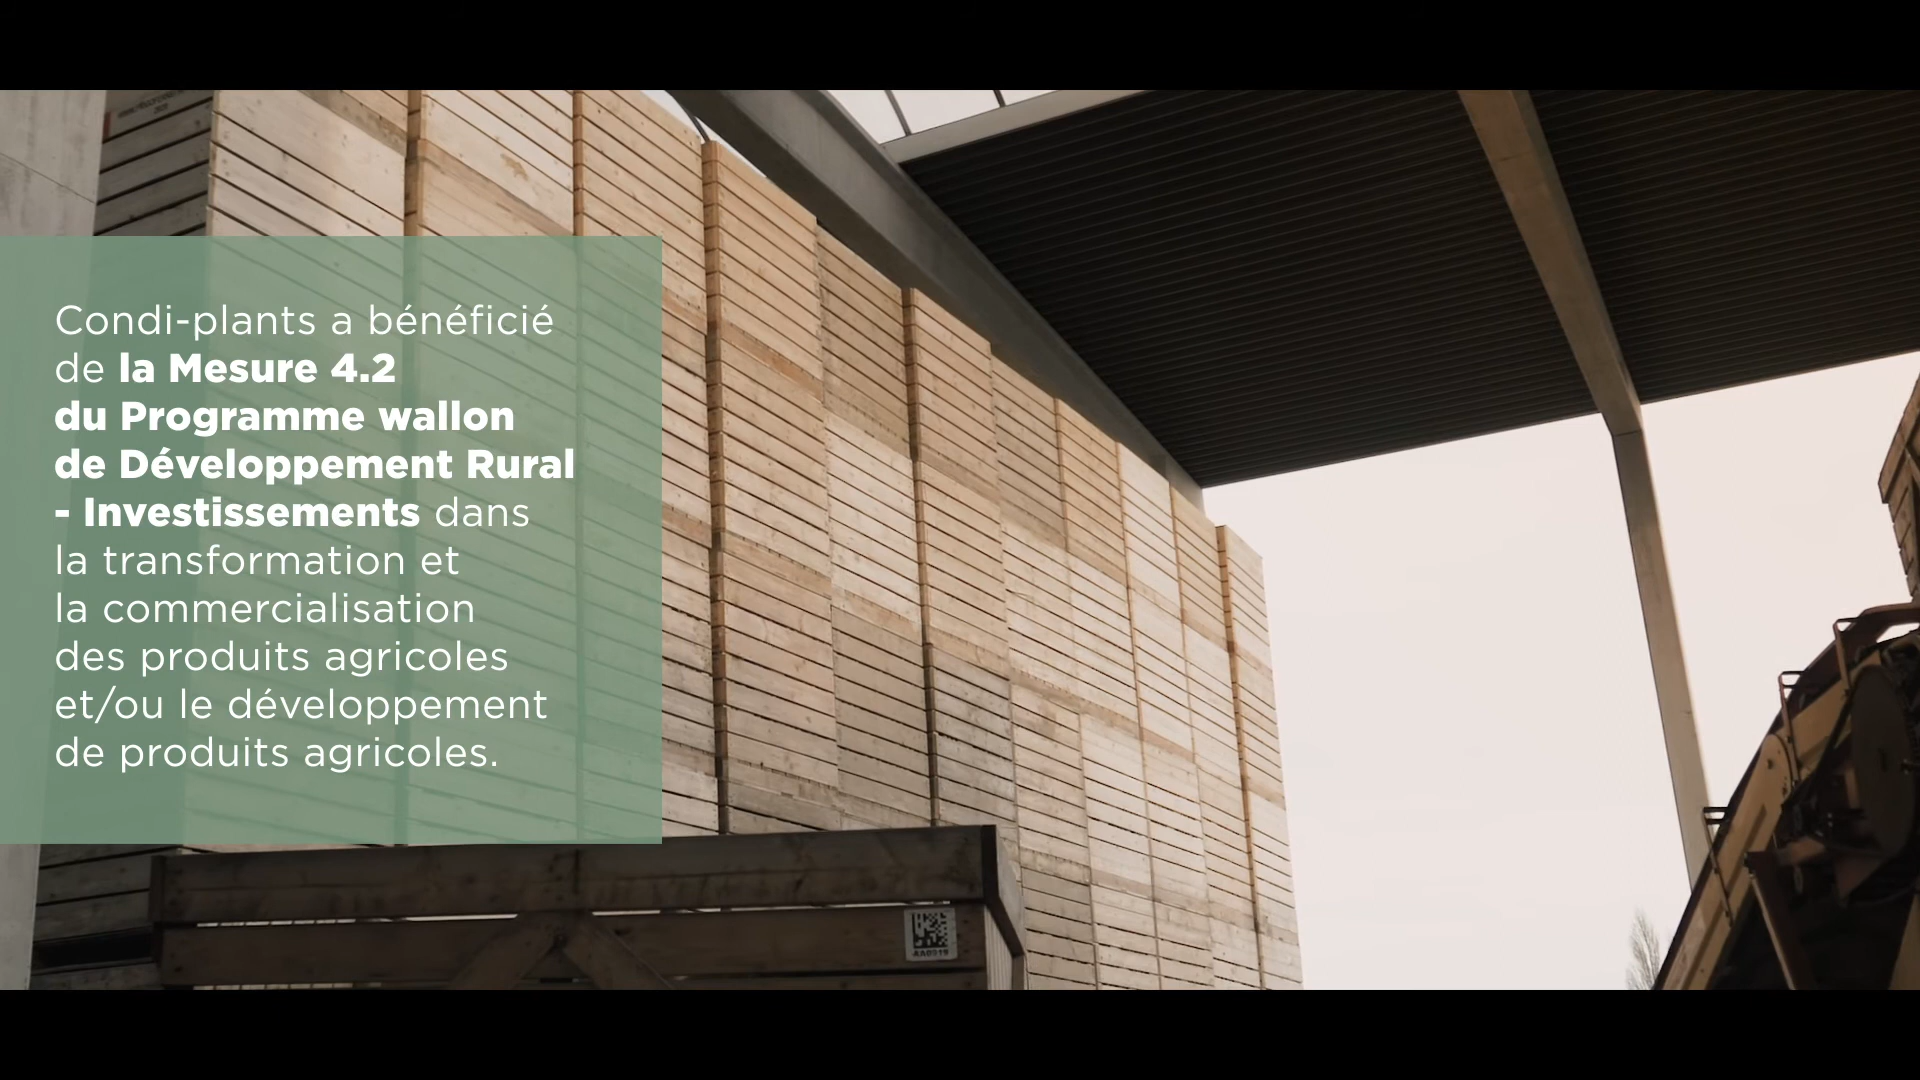 Condi-plants a bénéficié
de la Mesure 4.2
du Programme wallon
de Développement Rural
- Investissements dans
la transformation et
la commercialisation
des produits agricoles
et/ou le développement
de produits agricoles.
AA0919